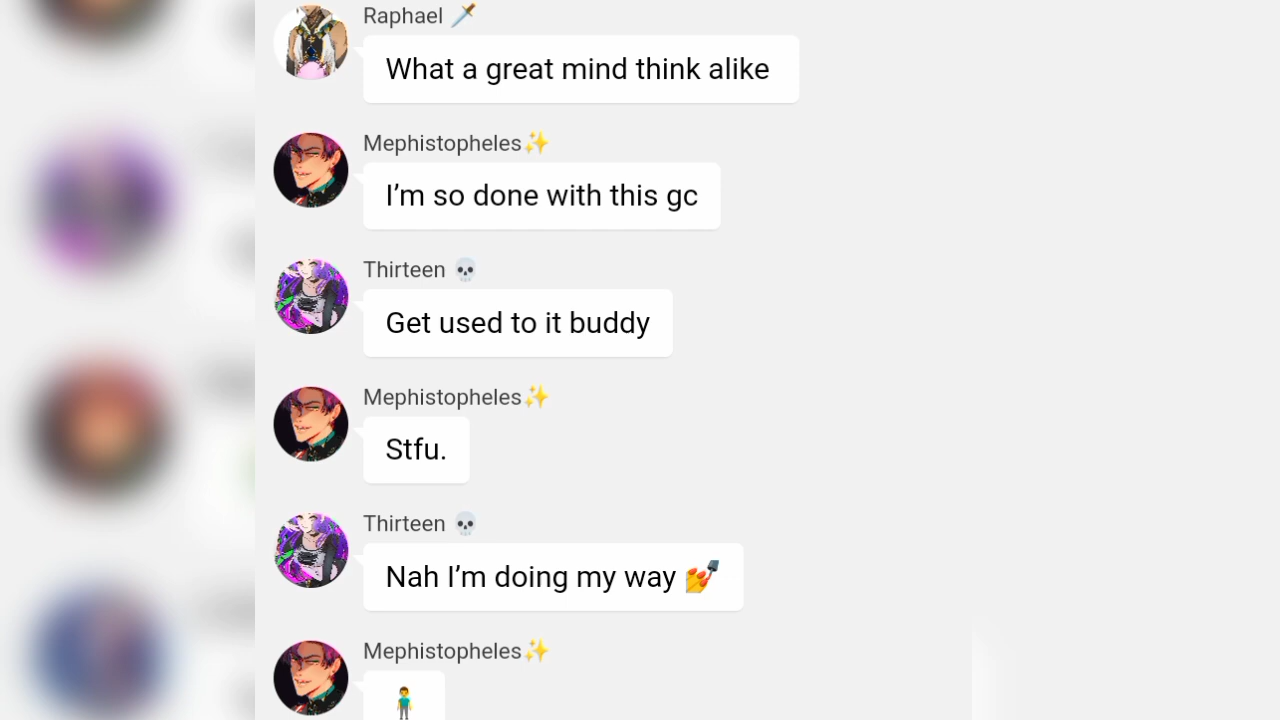 Raphael 🗡️
What a great mind think alike
Mephistopheles✨
I’m so done with this gc
Thirteen 💀
Get used to it buddy
Mephistopheles✨
Stfu.
Thirteen 💀
Nah I’m doing my way 💅
Mephistopheles✨
🧍‍♂️